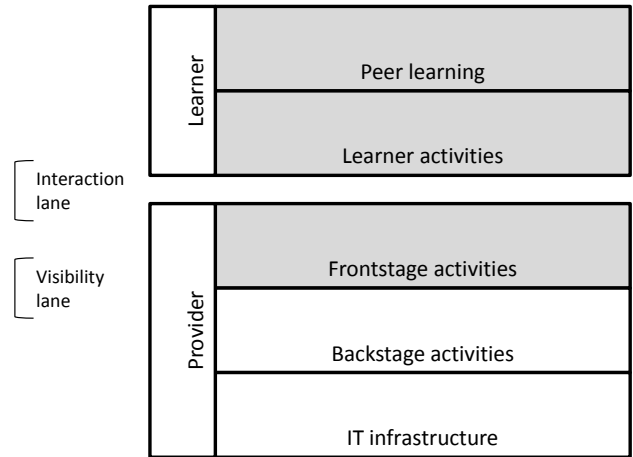 Learner
Peer learning
Learner activities
Interaction
lane
Visibility
lane
Provider
Frontstage activities
Backstage activities
IT infrastructure